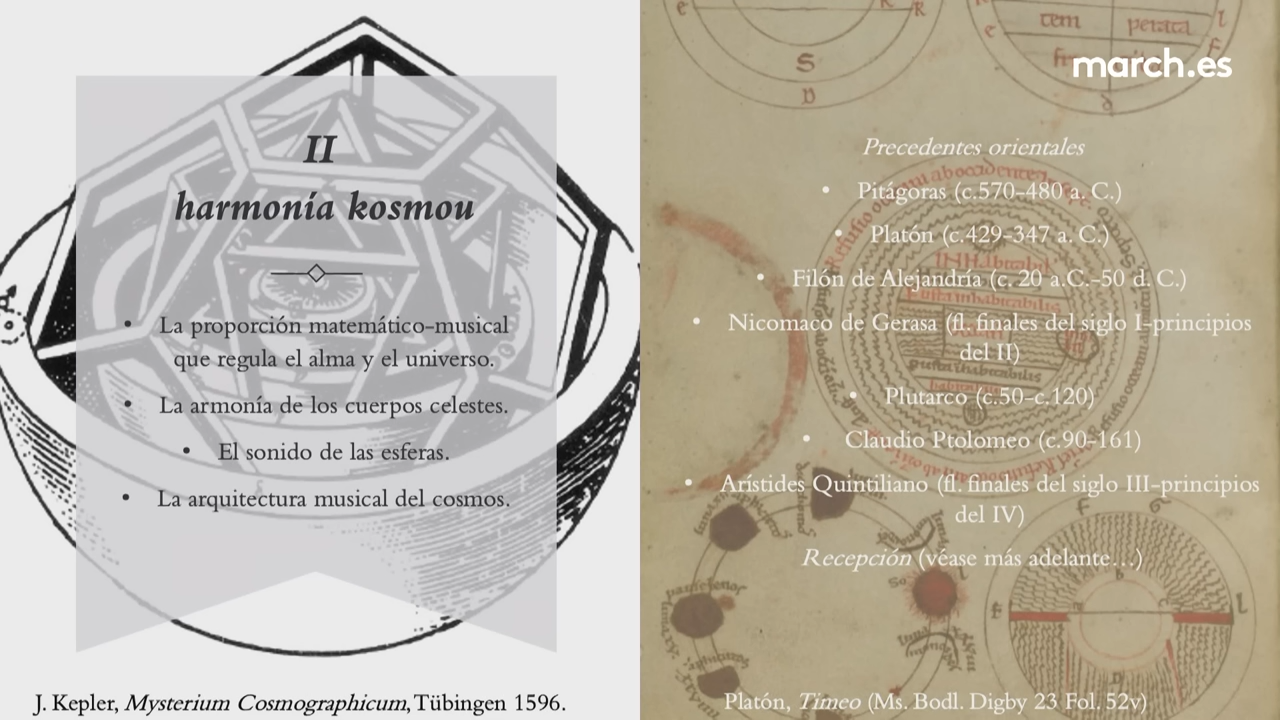 II
harmonía kosmou
• La proporción matemático-musical
que regula el alma y el universo.
• La armonía de los cuerpos celestes.
• El sonido de las esferas.
• La arquitectura musical del cosmos.
J. Kepler, Mysterium Cosmographicum, Tübingen 1596.
march.es
Precedentes orientales
• Pitágoras (c.570-480 a. C.)
• Platón (c.429-347 a. C.)
• Filón de Alejandría (c. 20 a.C.-50 d. C.)
• Nicomaco de Gerasa (fl. finales del siglo I-principios
del II)
• Plutarco (c.50-c.120)
• Claudio Ptolomeo (c.90-161)
• Arístides Quintiliano (fl. finales del siglo III-principios
del IV)
Recepción (véase más adelante…)
Platón, Timeo (Ms. Bodl. Digby 23 Fol. 52v)